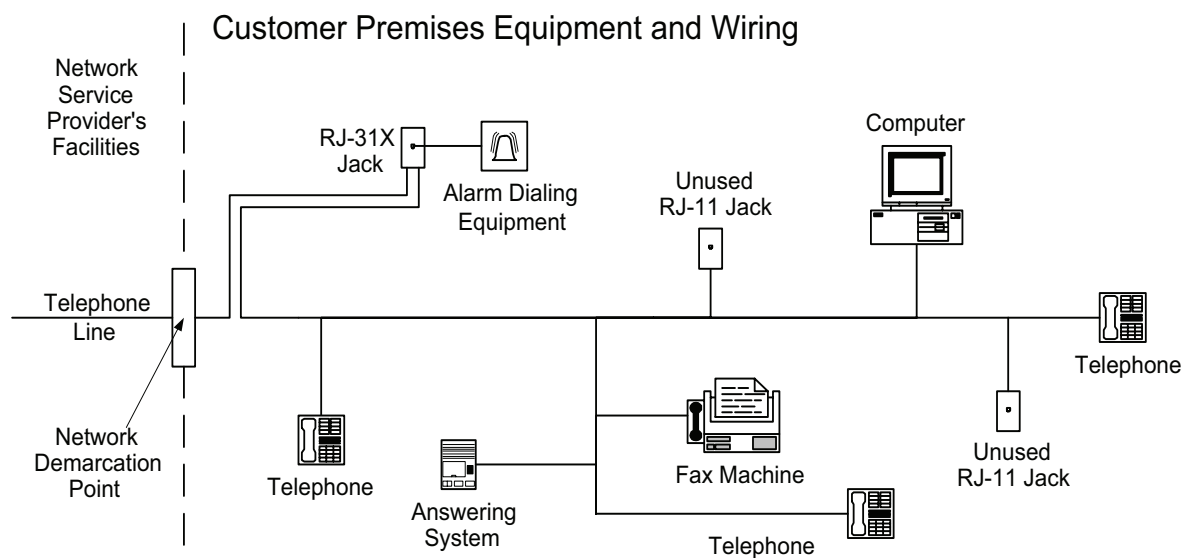 Customer Premises Equipment and Wiring
Network
Service
Provider's
Facilities
RJ-31X
Jack
Alarm Dialing
Equipment
Unused
RJ-11 Jack
Computer
Telephone
Line
Telephone
Network
Demarcation
Point
Telephone
Answering
System
Fax Machine
Telephone
Unused
RJ-11 Jack